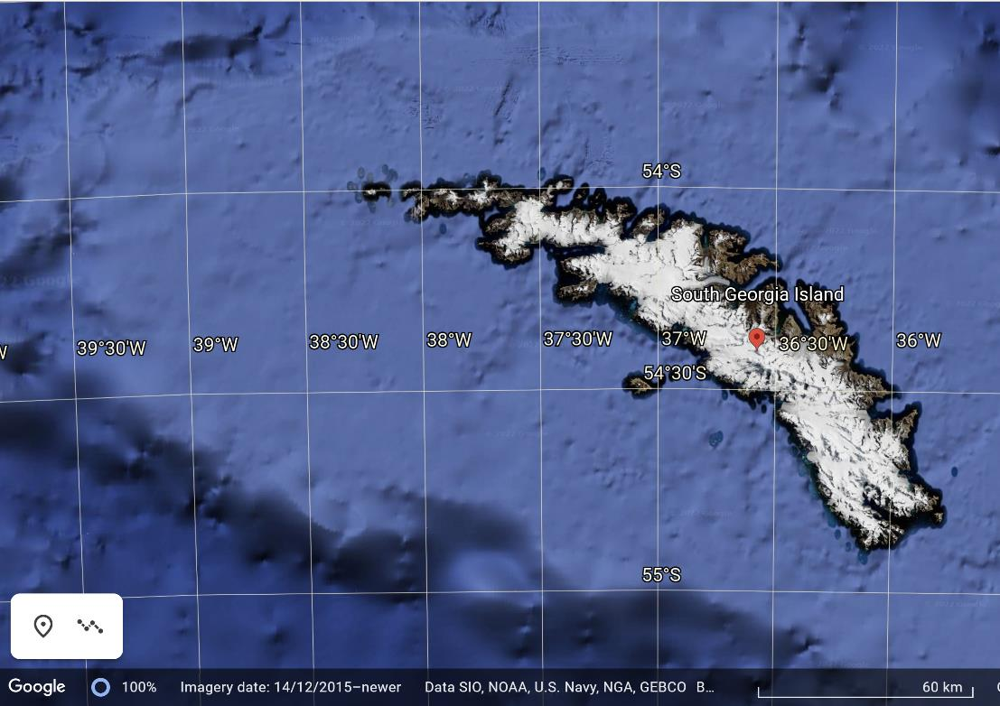 54°S
South Georgia Island
W
39°30'W
39°W
38°30'W
38°W
37°30'W
37°W
36°30'W
36°W
54°30'S
55°S
Google
100%
Imagery date: 14/12/2015–newer
Data SIO, NOAA, U.S. Navy, NGA, GEBCO B...
60 km